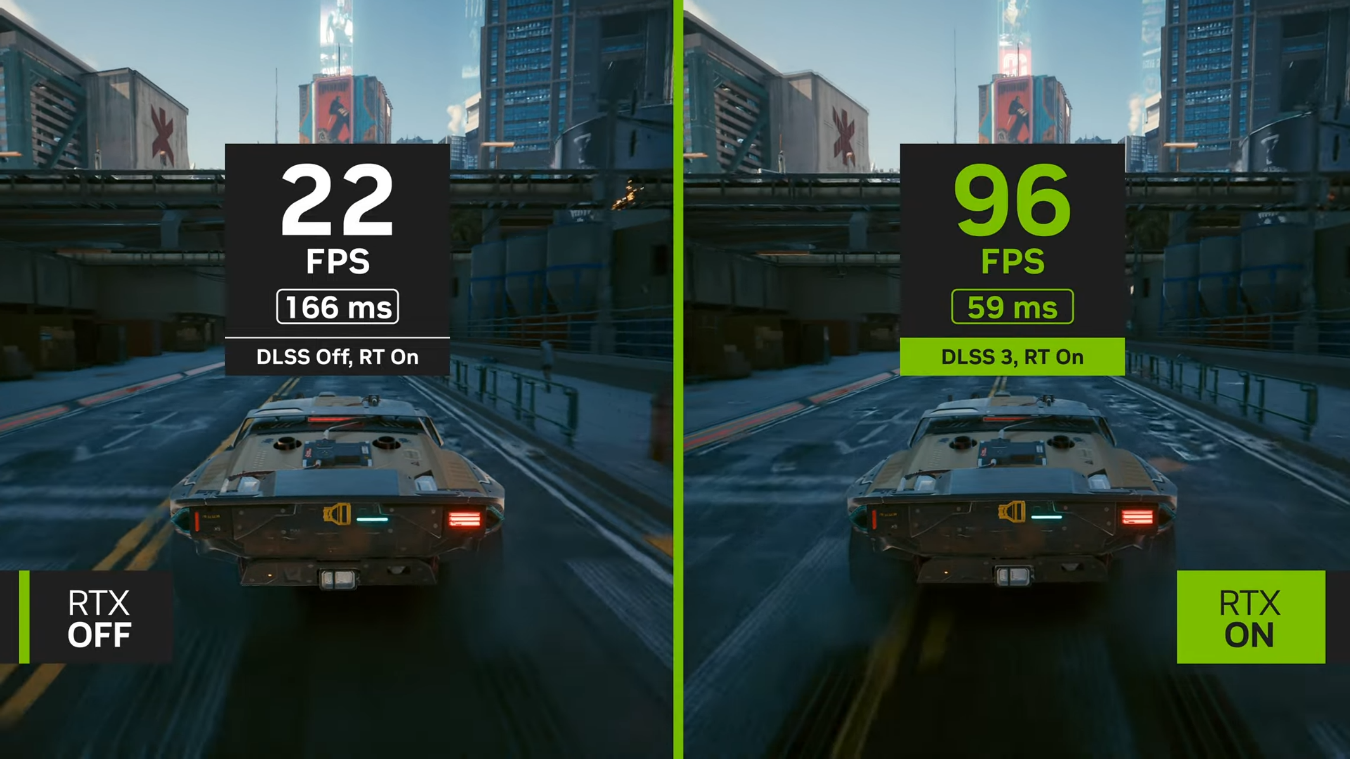 22
FPS
166 ms
DLSS Off, RT On
RTX
OFF
96
FPS
59 ms
DLSS 3, RT On
RTX
ON